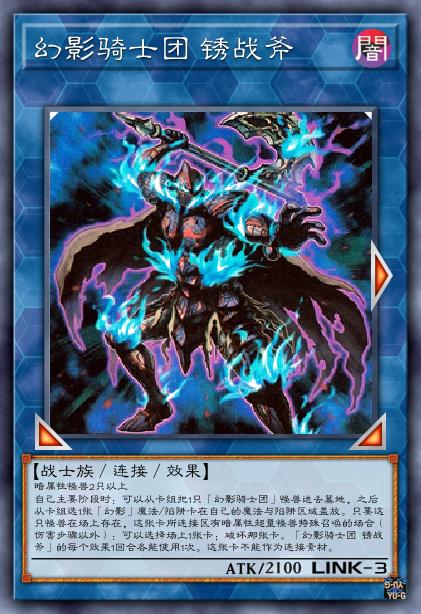 幻影骑士团 锈战斧
闇
【战士族/连接/效果】
暗属性怪兽2只以上
自己主要阶段时;可以从卡组把1只「幻影骑士团」怪兽送去墓地,之后
从卡组选1张「幻影」魔法/陷阱卡在自己的魔法与陷阱区域盖放。只要这
只怪兽在场上存在,这张卡所连接区有暗属性超量怪兽特殊召唤的场合(
伤害步骤以外);可以选择场上1张卡;破坏那张卡。「幻影骑士团 锈战
斧」的每个效果1回合各能使用1次。这张卡不能作为连接素材。
ATK/2100 LINK-3